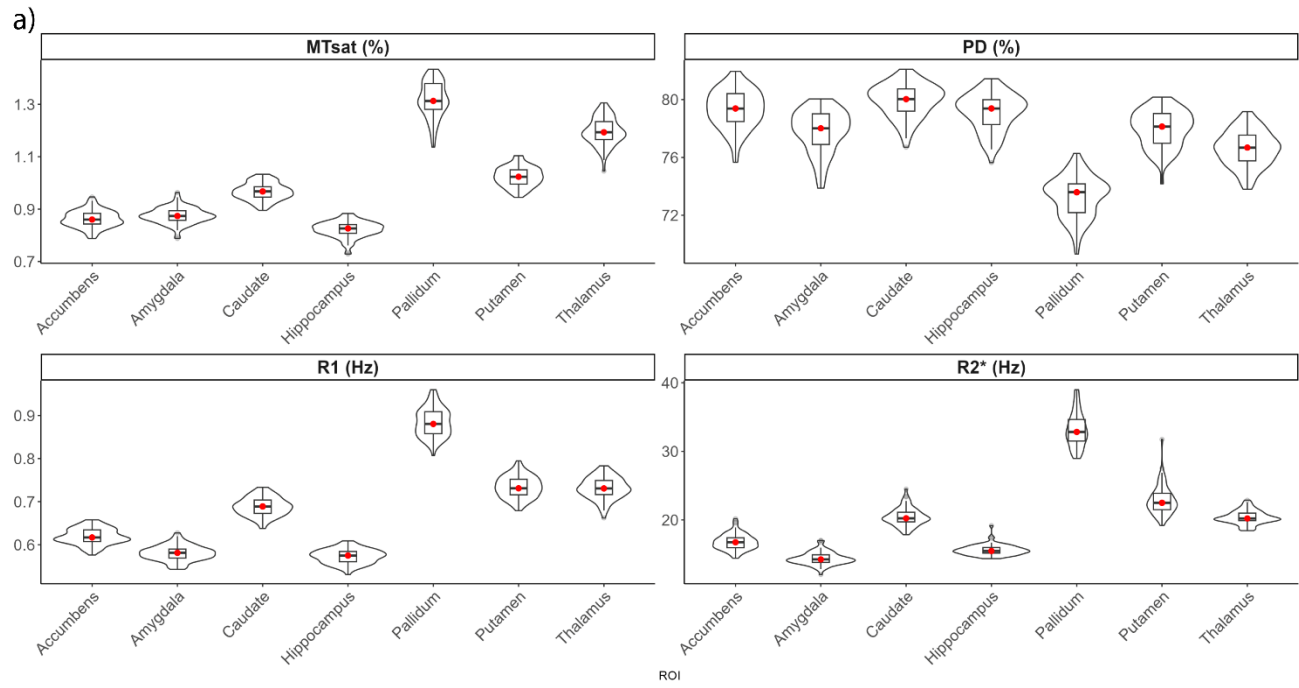 a)
MTsat (%)
PD (%)
1.3
1.1
0.9
0.7
80
76
72
Accumbens
Amygdala
Caudate
Hippocampus
Pallidum
Putamen
Thalamus
Accumbens
Amygdala
Caudate
Hippocampus
Pallidum
Putamen
Thalamus
R1 (Hz)
R2* (Hz)
0.9
0.8
0.7
0.6
40
30
20
Accumbens
Amygdala
Caudate
Hippocampus
Pallidum
Putamen
Thalamus
Accumbens
Amygdala
Caudate
Hippocampus
Pallidum
Putamen
Thalamus
ROI